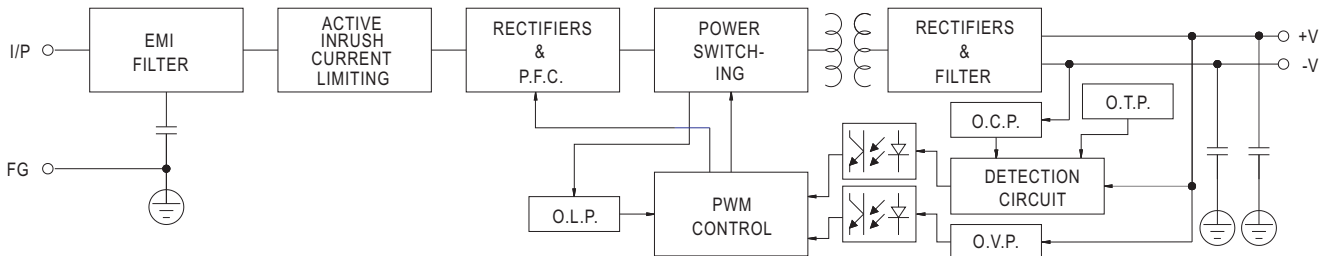 I/P
EMI
FILTER
ACTIVE
INRUSH
CURRENT
LIMITING
RECTIFIERS
&
P.F.C.
POWER
SWITCH-
ING
RECTIFIERS
&
FILTER
+V
-V
O.C.P.
O.T.P.
FG
DETECTION
CIRCUIT
O.L.P.
PWM
CONTROL
O.V.P.